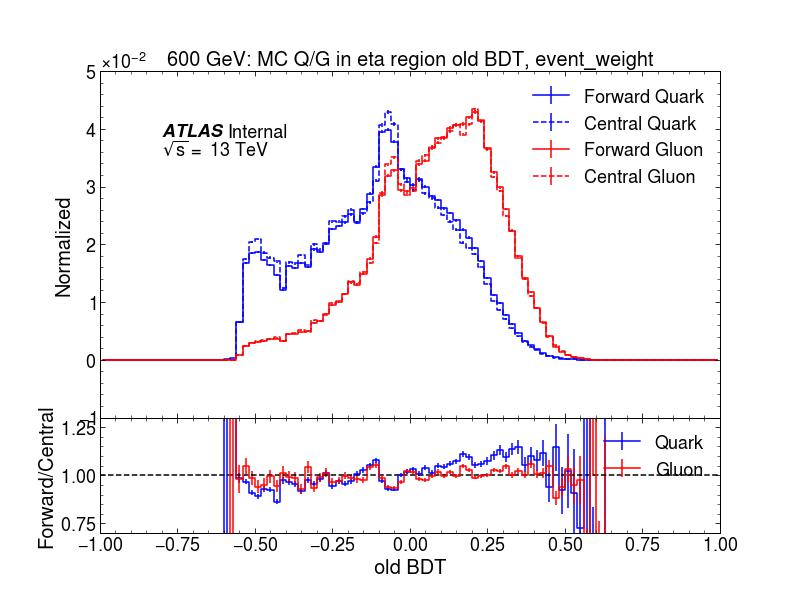 ×10⁻² 600 GeV: MC Q/G in eta region old BDT, event_weight
5
4
3
2
1
0
−1
Normalized
ATLAS Internal
√s = 13 TeV
Forward Quark
Central Quark
Forward Gluon
Central Gluon
1.25
1.00
0.75
Forward/Central
Quark
Gluon
−1.00 −0.75 −0.50 −0.25 0.00 0.25 0.50 0.75 1.00
old BDT